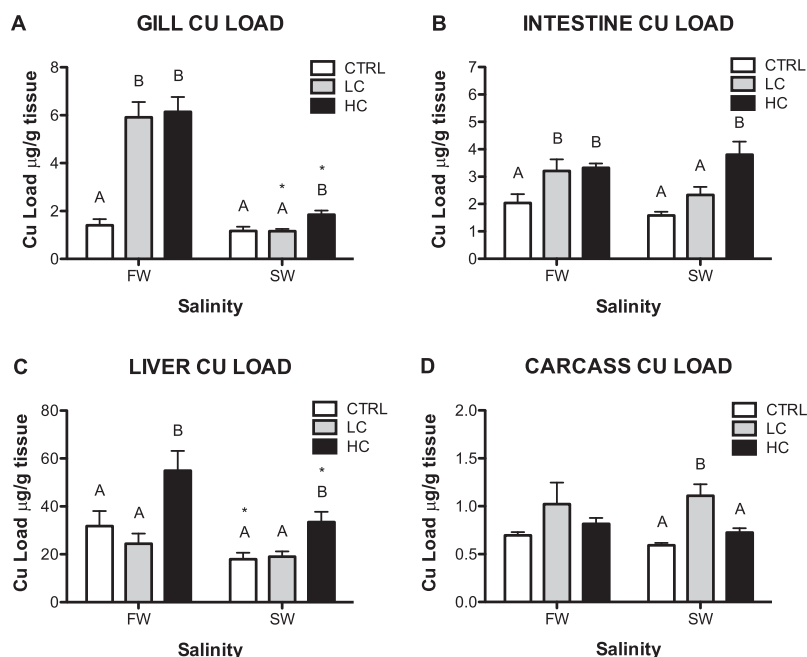 A GILL CU LOAD
CTRL
LC
HC
Cu Load μg/g tissue
8
6
4
2
0
A B B
A * A * B
FW SW
Salinity
B INTESTINE CU LOAD
CTRL
LC
HC
Cu Load μg/g tissue
7
6
5
4
3
2
1
0
A B B
A A B
FW SW
Salinity
C LIVER CU LOAD
CTRL
LC
HC
Cu Load μg/g tissue
80
60
40
20
0
A A B
* A A * B
FW SW
Salinity
D CARCASS CU LOAD
CTRL
LC
HC
Cu Load μg/g tissue
2.0
1.5
1.0
0.5
0.0
A B A
FW SW
Salinity